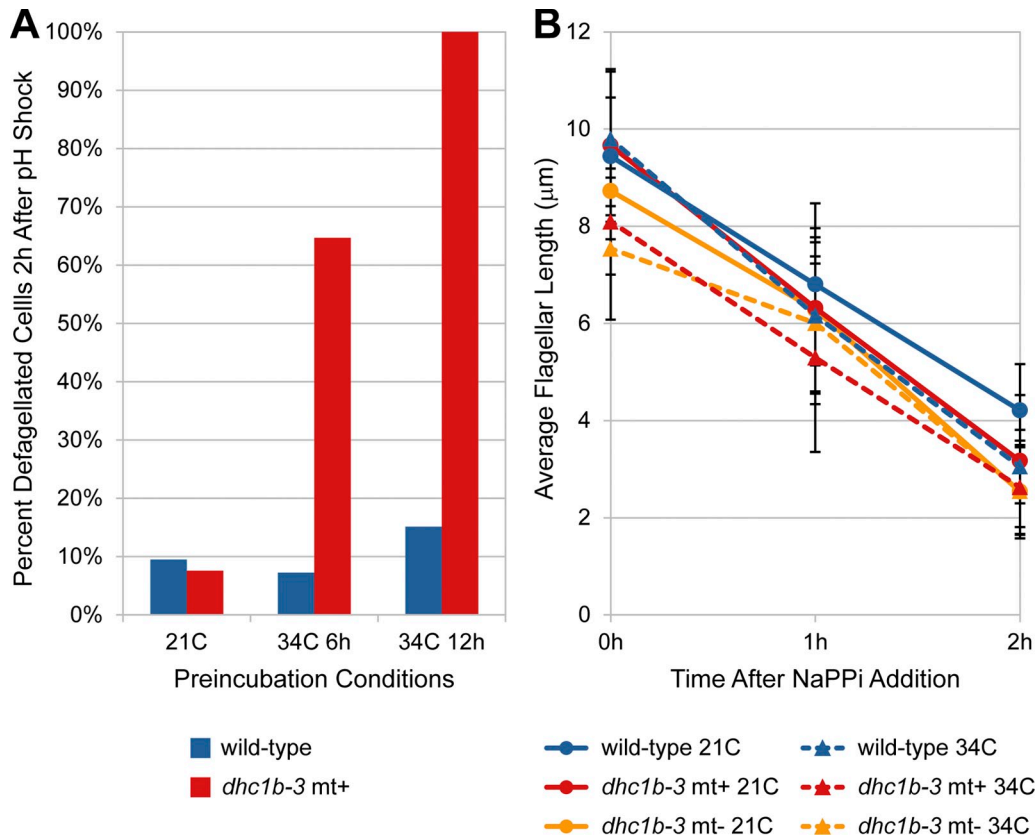 A
Percent Defagellated Cellls 2h After pH Shock
100%
90%
80%
70%
60%
50%
40%
30%
20%
10%
0%
21C
34C 6h
34C 12h
Preincubation Conditions
wild-type
dhc1b-3 mt+
B
Average Flagellar Length (μm)
12
10
8
6
4
2
0
0h
1h
2h
Time After NaPPi Addition
wild-type 21C
wild-type 34C
dhc1b-3 mt+ 21C
dhc1b-3 mt+ 34C
dhc1b-3 mt- 21C
dhc1b-3 mt- 34C